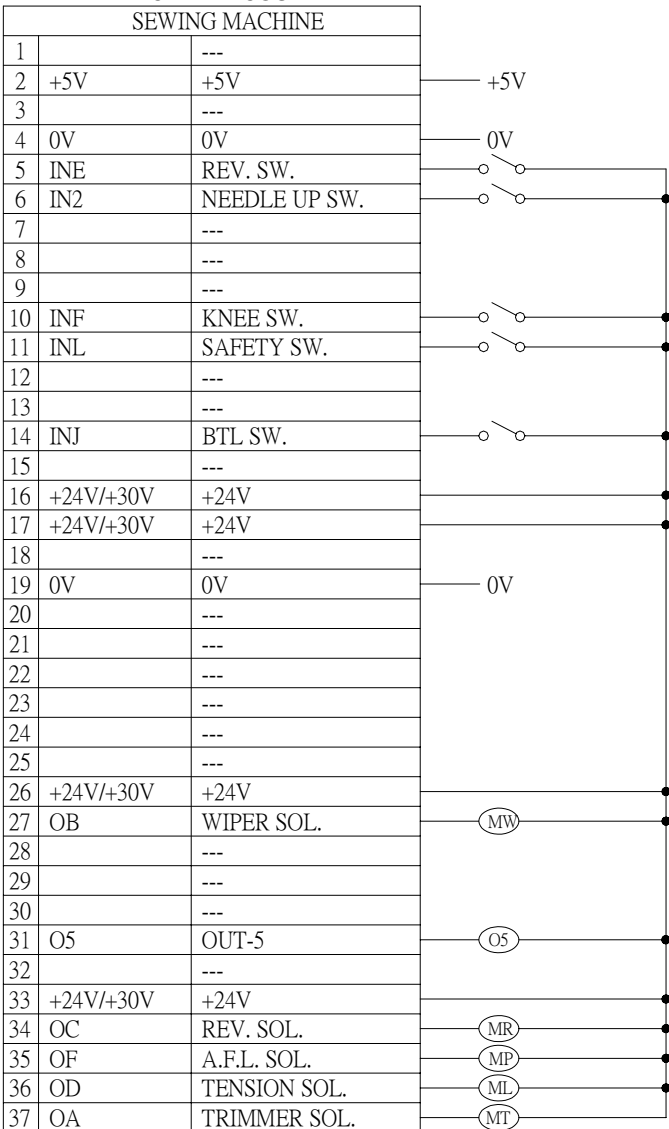 SEWING MACHINE
1 ---
2 +5V +5V +5V
3 ---
4 0V 0V 0V
5 INE REV. SW.
6 IN2 NEEDLE UP SW.
7 ---
8 ---
9 ---
10 INF KNEE SW.
11 INL SAFETY SW.
12 ---
13 ---
14 INJ BTL SW.
15 ---
16 +24V/+30V +24V
17 +24V/+30V +24V
18 ---
19 0V 0V 0V
20 ---
21 ---
22 ---
23 ---
24 ---
25 ---
26 +24V/+30V +24V
27 OB WIPER SOL. MW
28 ---
29 ---
30 ---
31 O5 OUT-5 O5
32 ---
33 +24V/+30V +24V
34 OC REV. SOL. MR
35 OF A.F.L. SOL. MP
36 OD TENSION SOL. ML
37 OA TRIMMER SOL. MT